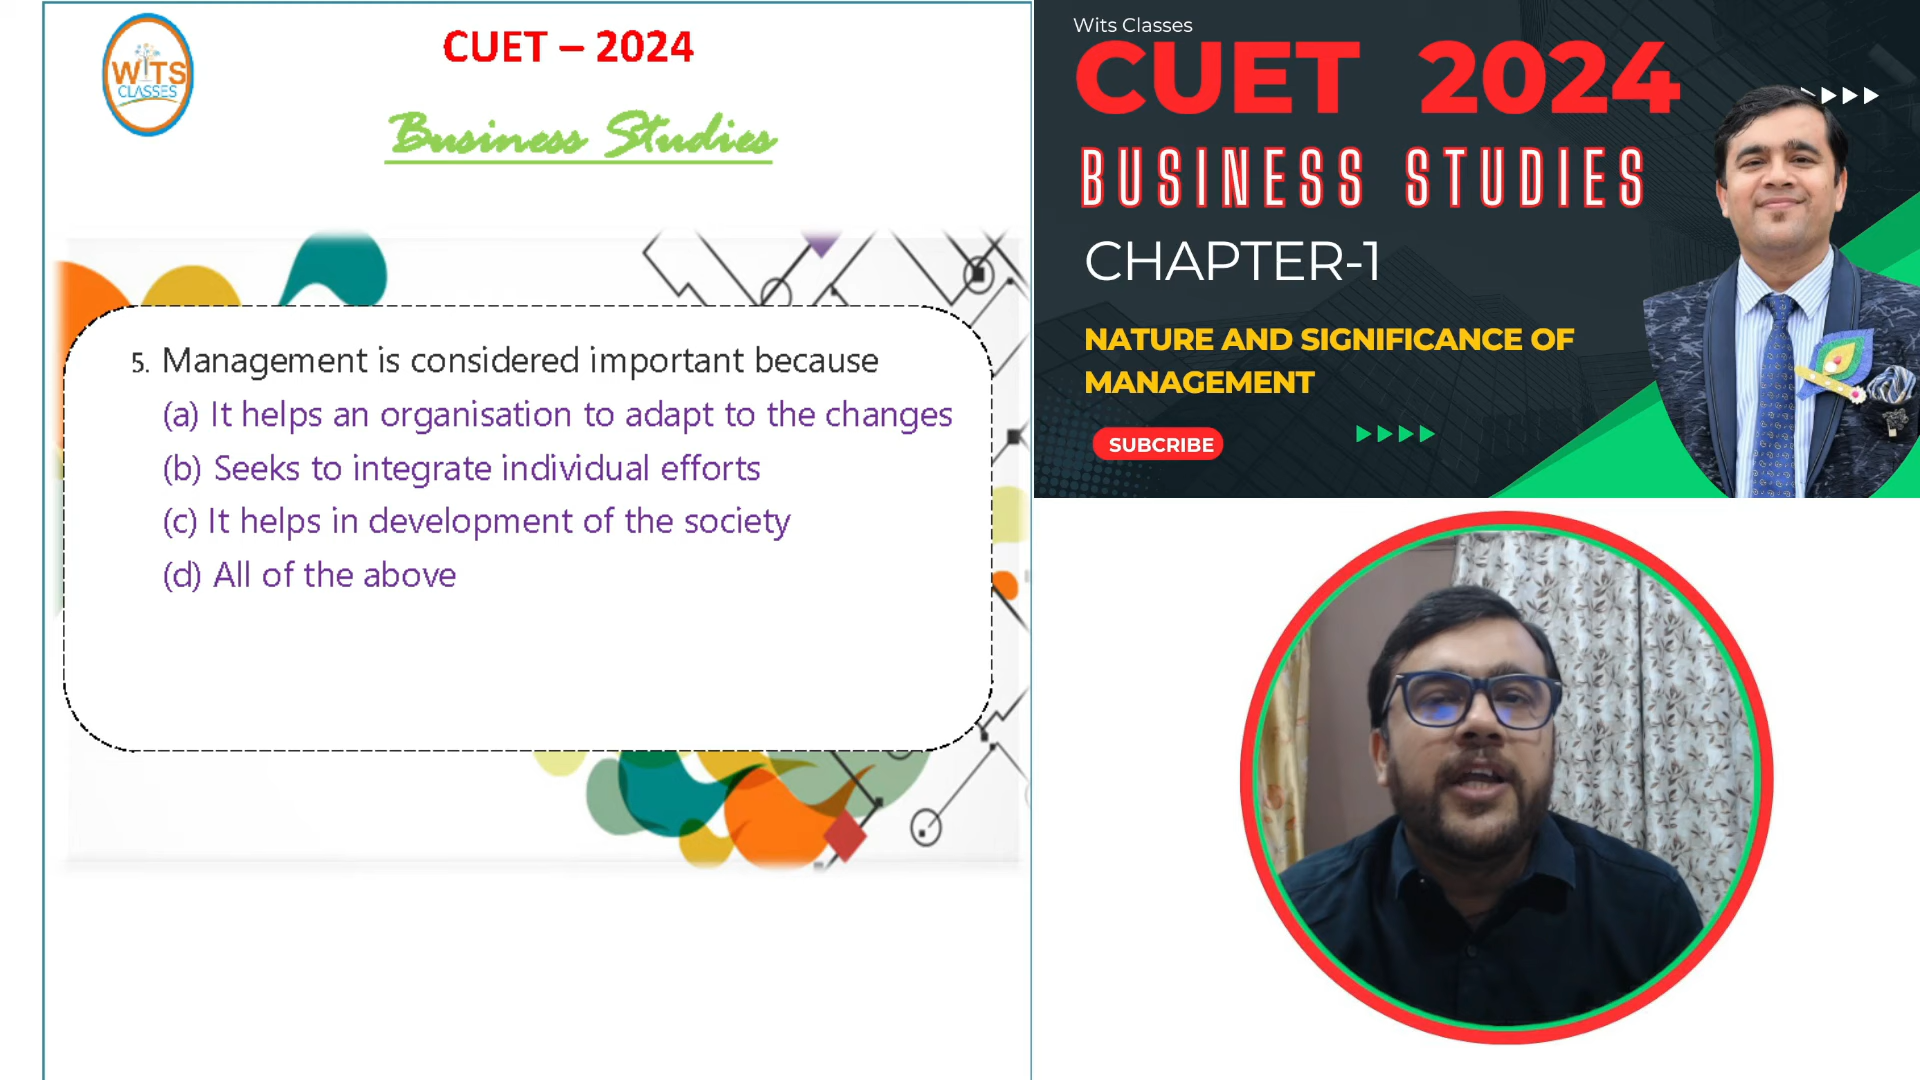 WITS
CLASSES
CUET – 2024
Business Studies
5. Management is considered important because
(a) It helps an organisation to adapt to the changes
(b) Seeks to integrate individual efforts
(c) It helps in development of the society
(d) All of the above
Wits Classes
CUET 2024
BUSINESS STUDIES
CHAPTER-1
NATURE AND SIGNIFICANCE OF
MANAGEMENT
SUBCRIBE